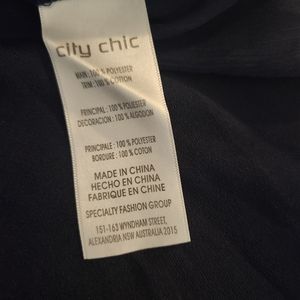 city chic
MAIN : 100 % POLYESTER
TRIM : 100 % COTTON
PRINCIPAL : 100 % POLYESTER
DECORACION : 100 % ALGODON
PRINCIPALE : 100 % POLYESTER
BORDURE : 100 % COTON
MADE IN CHINA
HECHO EN CHINA
FABRIQUE EN CHINE
SPECIALTY FASHION GROUP
151-163 WYNDHAM STREET,
ALEXANDRIA NEW AUSTRALIA 2015